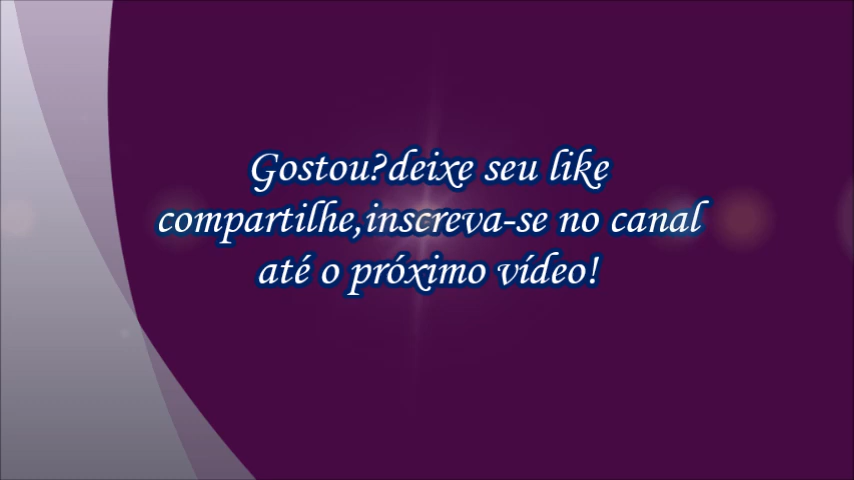 Gostou?deixe seu like
compartilhe,inscreva-se no canal
até o próximo vídeo!